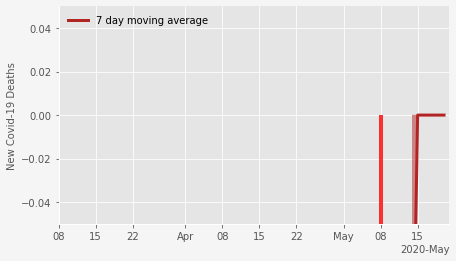 7 day moving average
New Covid-19 Deaths
0.04
0.02
0.00
−0.02
−0.04
08 15 22 Apr 08 15 22 May 08 15
2020-May